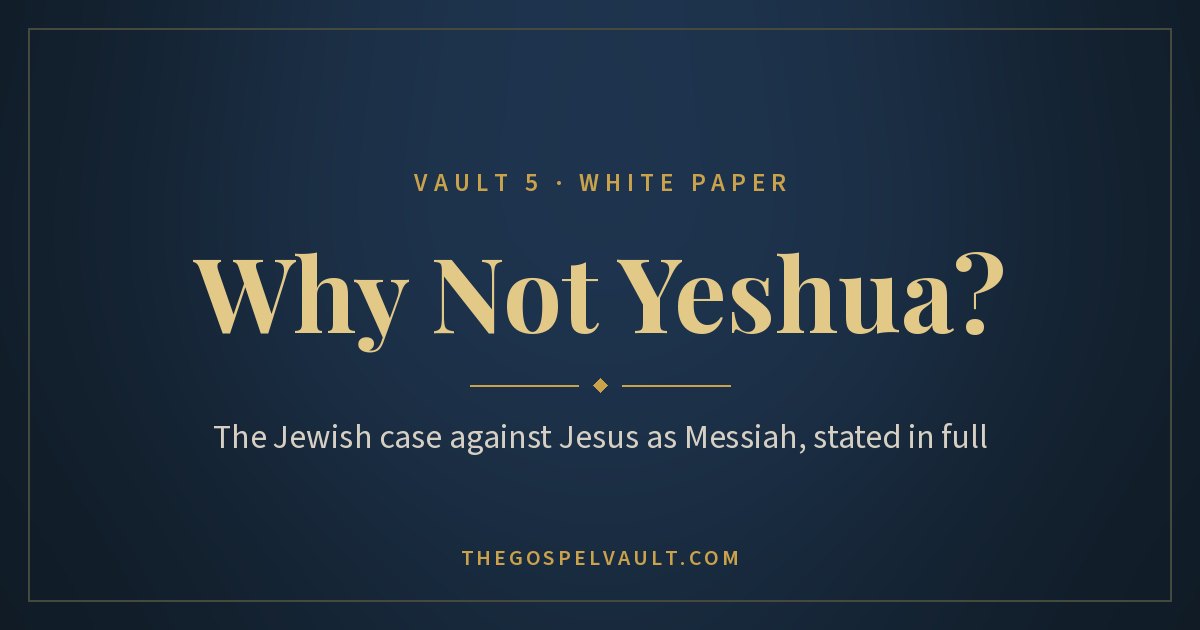 VAULT 5 · WHITE PAPER
Why Not Yeshua?
The Jewish case against Jesus as Messiah, stated in full
THEGOSPELVAULT.COM